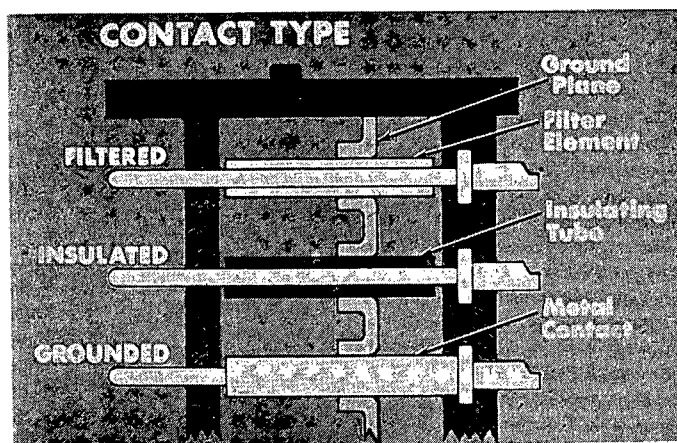 CONTACT TYPE
Ground
Plane
Filter
Element
FILTERED
Insulating
Tube
INSULATED
Metal
Contact
GROUNDED